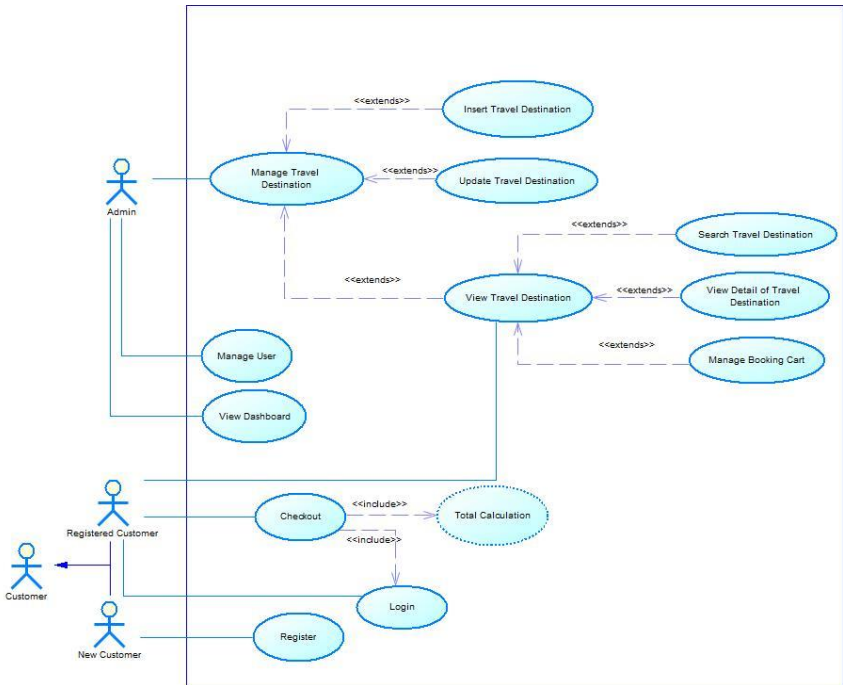 <<extends>>
Insert Travel Destination
Manage Travel
Destination
<<extends>>
Update Travel Destination
Admin
<<extends>>
Search Travel Destination
<<extends>>
View Travel Destination
<<extends>>
View Detail of Travel
Destination
<<extends>>
Manage Booking Cart
Manage User
View Dashboard
Registered Customer
Checkout
<<include>>
Total Calculation
<<include>>
Customer
Login
New Customer
Register